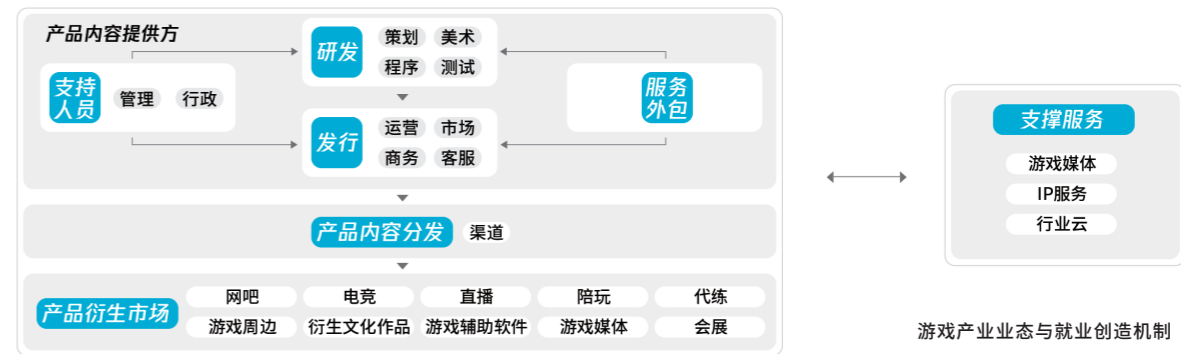 产品内容提供方
支持
人员
管理 行政
研发
策划 美术
程序 测试
发行
运营 市场
商务 客服
服务
外包
产品内容分发 渠道
产品衍生市场
网吧 电竞 直播 陪玩 代练
游戏周边 衍生文化作品 游戏辅助软件 游戏媒体 会展
支撑服务
游戏媒体
IP服务
行业云
游戏产业业态与就业创造机制